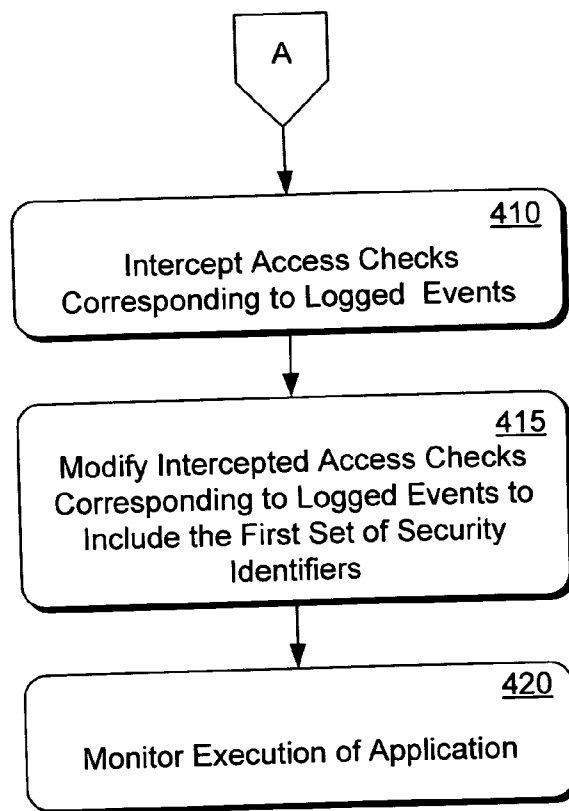 A
410
Intercept Access Checks
Corresponding to Logged Events
415
Modify Intercepted Access Checks
Corresponding to Logged Events to
Include the First Set of Security
Identifiers
420
Monitor Execution of Application